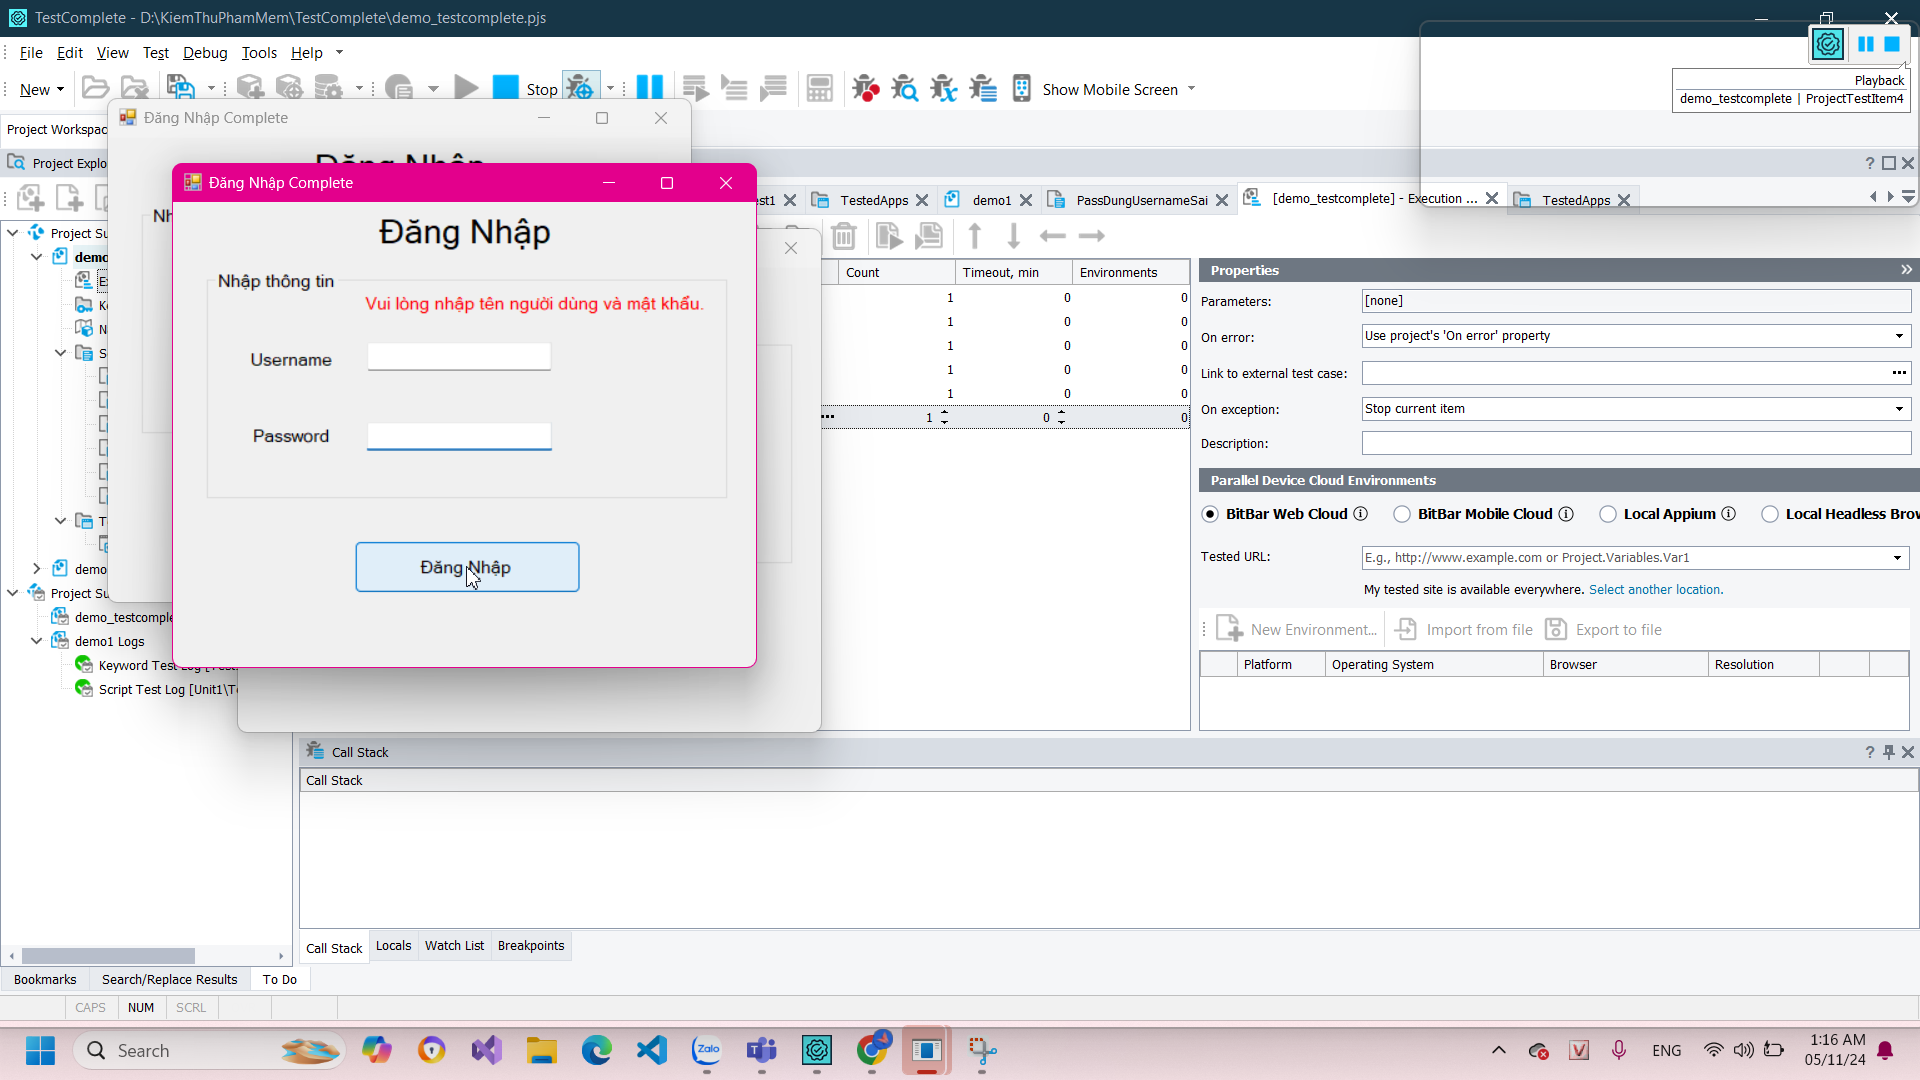 TestComplete - D:\KiemThuPhamMem\TestComplete\demo_testcomplete.pjs
File Edit View Test Debug Tools Help
New Stop Show Mobile Screen
Playback
demo_testcomplete | ProjectTestItem4
Project Workspac
Project Explo
Đăng Nhập Complete
Đăng Nhập Complete
Đăng Nhập
Nhập thông tin
Vui lòng nhập tên người dùng và mật khẩu.
Username
Password
Đăng Nhập
est1 TestedApps demo1 PassDungUsernameSai [demo_testcomplete] - Execution ... TestedApps
Project Su
demo
Project Su
demo_testcomple
demo1 Logs
Keyword Test Log [Test
Script Test Log [Unit1\Te
Count Timeout, min Environments
1 0 0
1 0 0
1 0 0
1 0 0
1 0 0
1 0 0
Properties
Parameters: [none]
On error: Use project's 'On error' property
Link to external test case:
On exception: Stop current item
Description:
Parallel Device Cloud Environments
BitBar Web Cloud BitBar Mobile Cloud Local Appium Local Headless Brow
Tested URL: E.g., http://www.example.com or Project.Variables.Var1
My tested site is available everywhere. Select another location.
New Environment... Import from file Export to file
Platform Operating System Browser Resolution
Call Stack
Call Stack
Call Stack Locals Watch List Breakpoints
Bookmarks Search/Replace Results To Do
CAPS NUM SCRL
Search
Zalo
ENG
1:16 AM
05/11/24